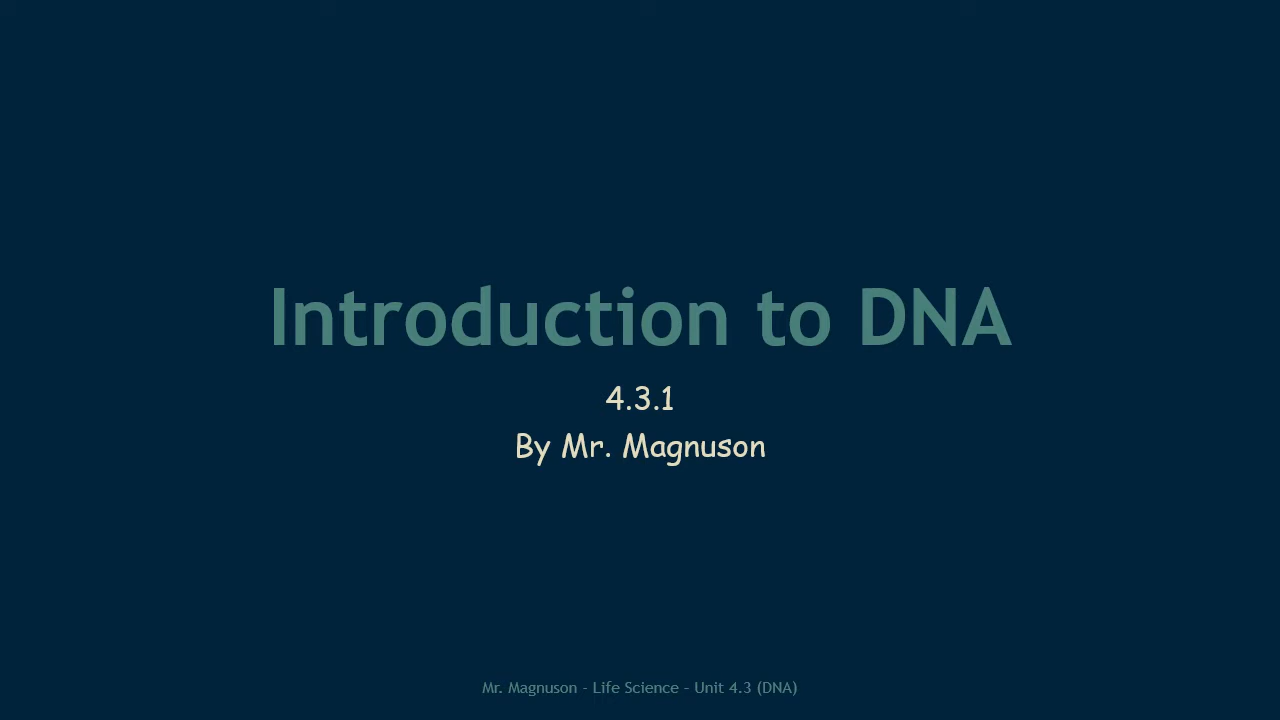 Introduction to DNA
4.3.1
By Mr. Magnuson
Mr. Magnuson - Life Science – Unit 4.3 (DNA)